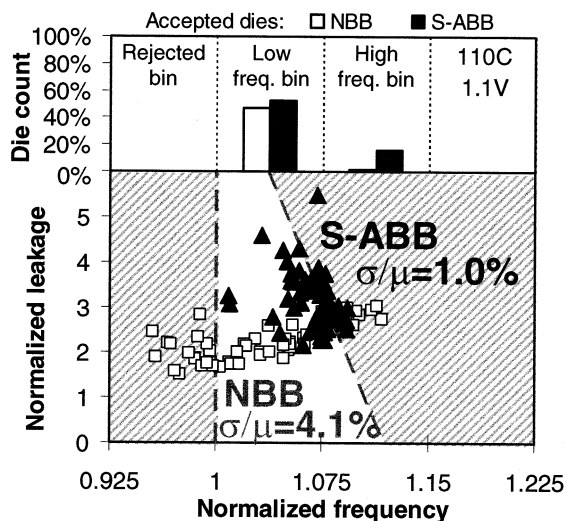 Accepted dies: NBB S-ABB
100%
80%
60%
40%
20%
0%
Die count
Rejected bin
Low freq. bin
High freq. bin
110C
1.1V
5
4
3
2
1
0
Normalized leakage
S-ABB
σ/μ=1.0%
NBB
σ/μ=4.1%
0.925 1 1.075 1.15 1.225
Normalized frequency